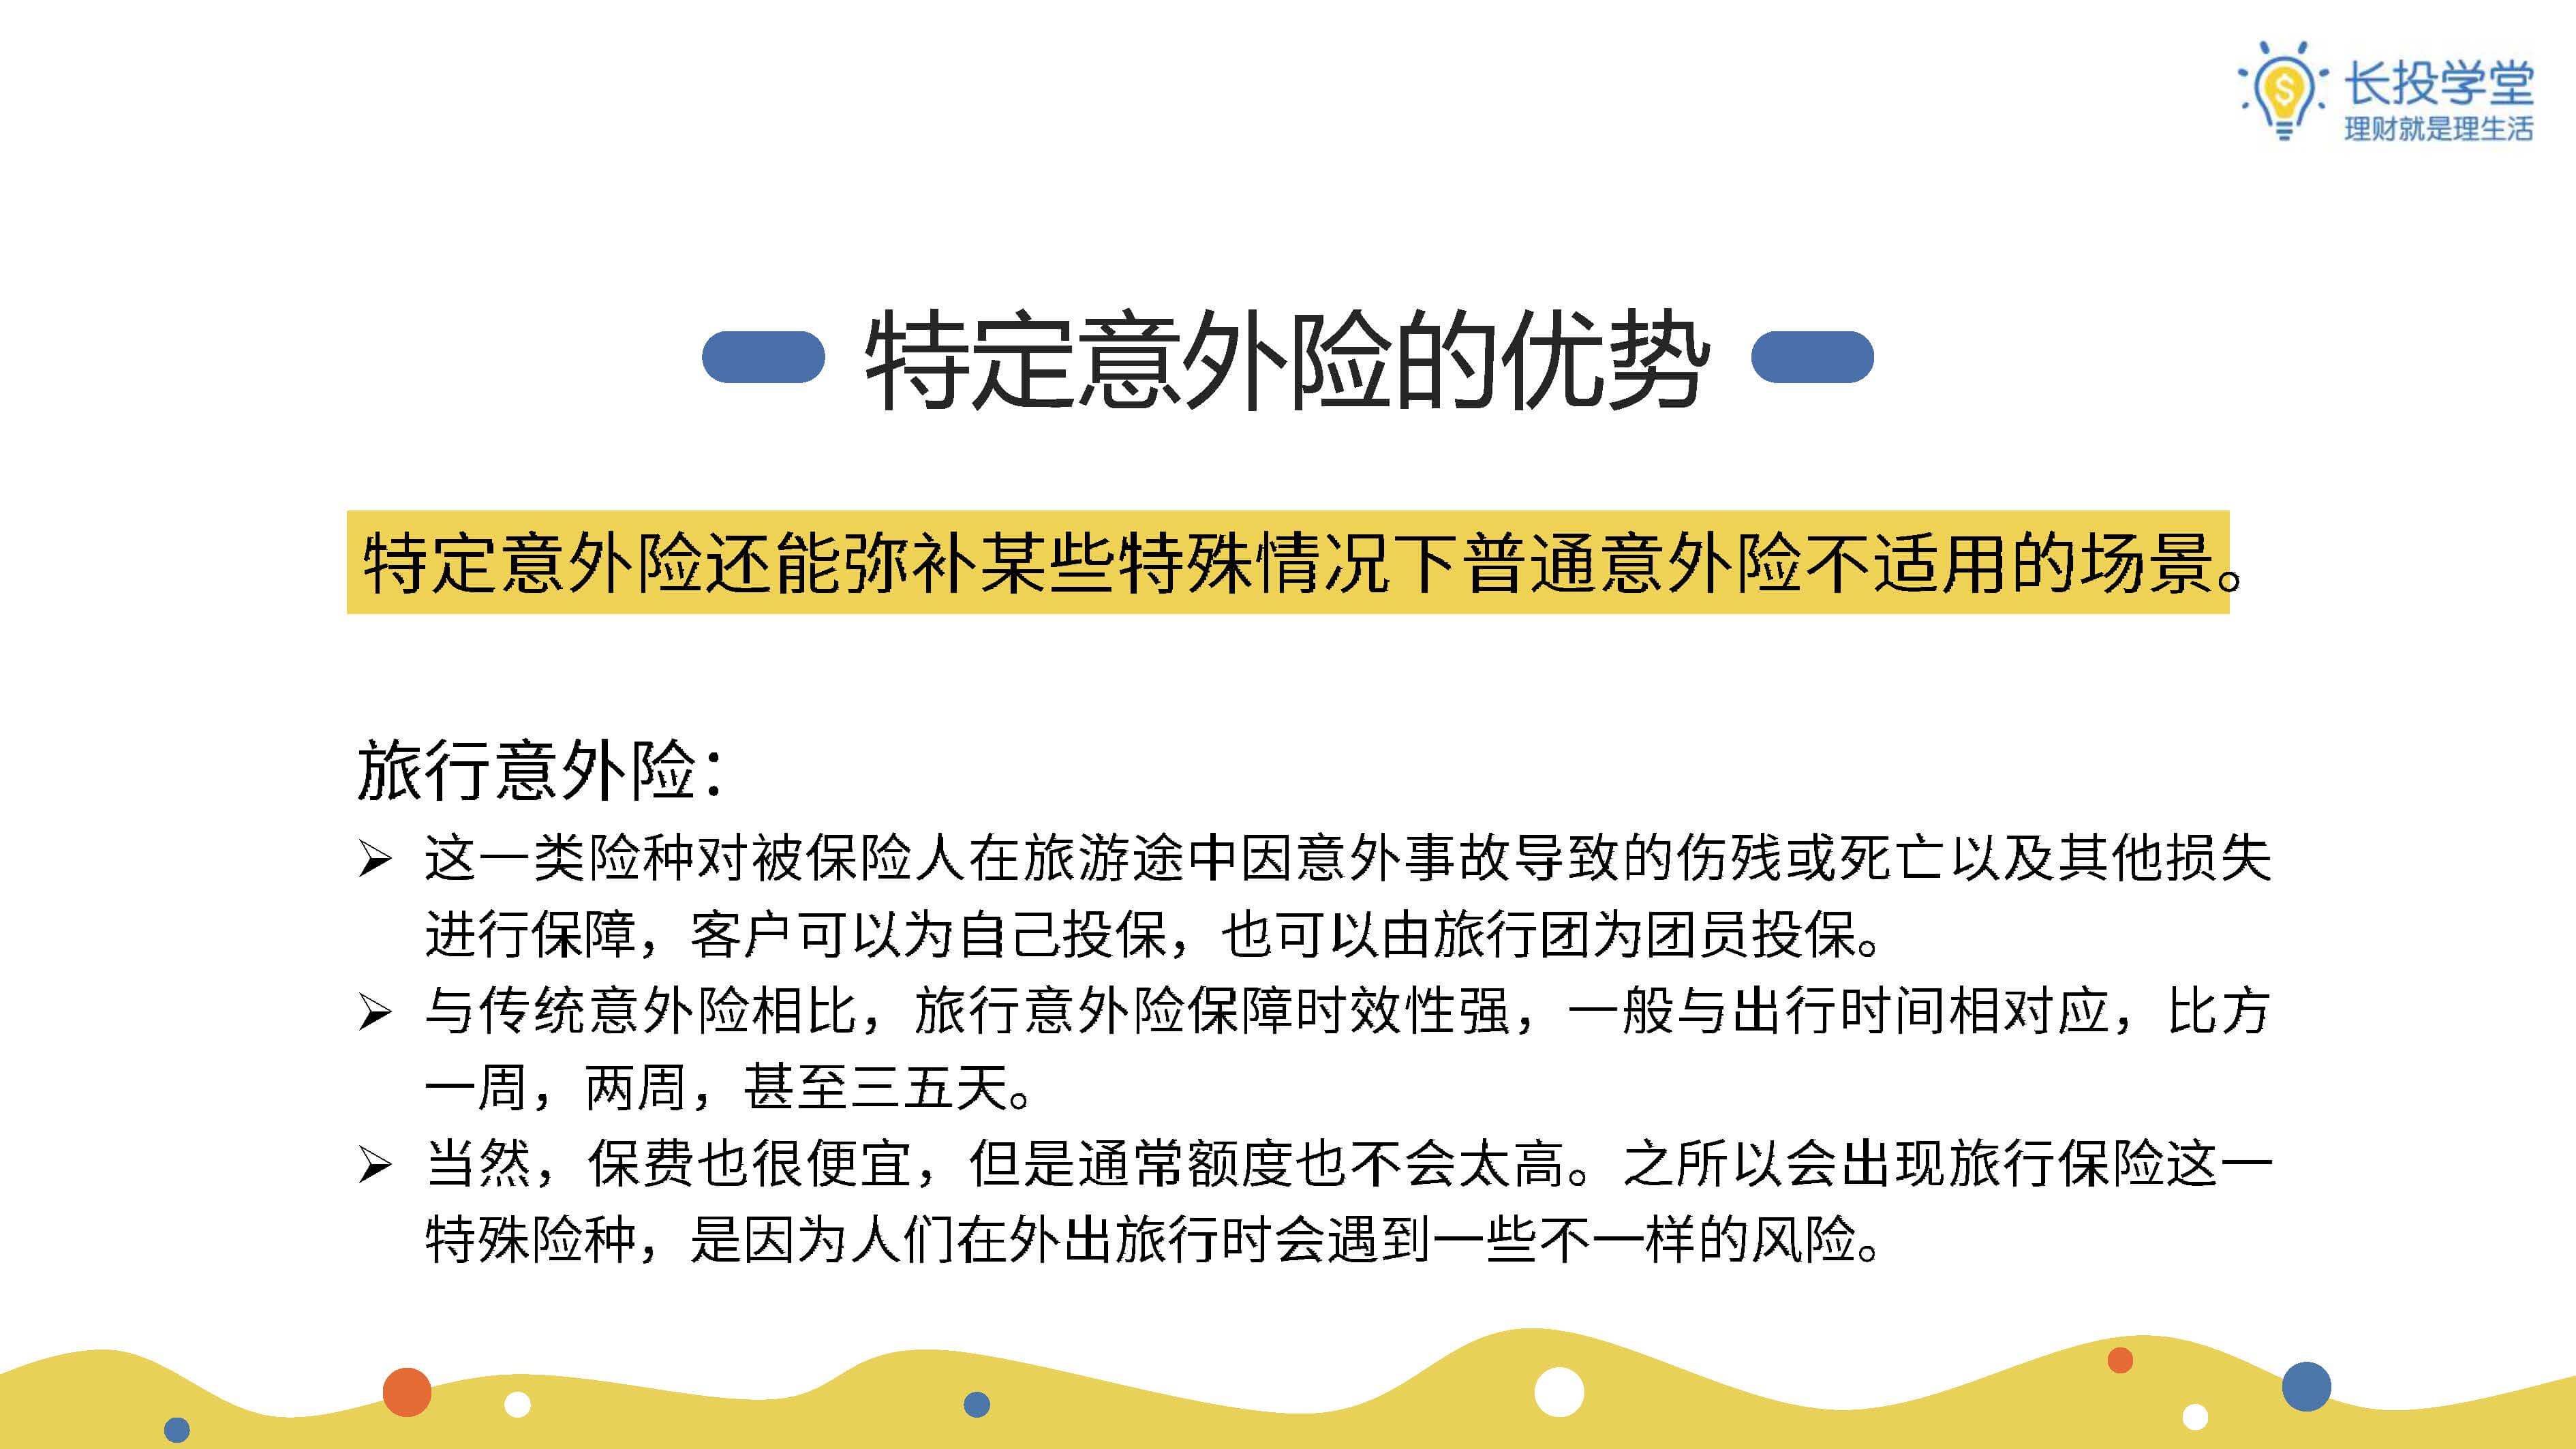 长投学堂
理财就是理生活
特定意外险的优势
特定意外险还能弥补某些特殊情况下普通意外险不适用的场景。
旅行意外险：
➢ 这一类险种对被保险人在旅游途中因意外事故导致的伤残或死亡以及其他损失
进行保障，客户可以为自己投保，也可以由旅行团为团员投保。
➢ 与传统意外险相比，旅行意外险保障时效性强，一般与出行时间相对应，比方
一周，两周，甚至三五天。
➢ 当然，保费也很便宜，但是通常额度也不会太高。之所以会出现旅行保险这一
特殊险种，是因为人们在外出旅行时会遇到一些不一样的风险。